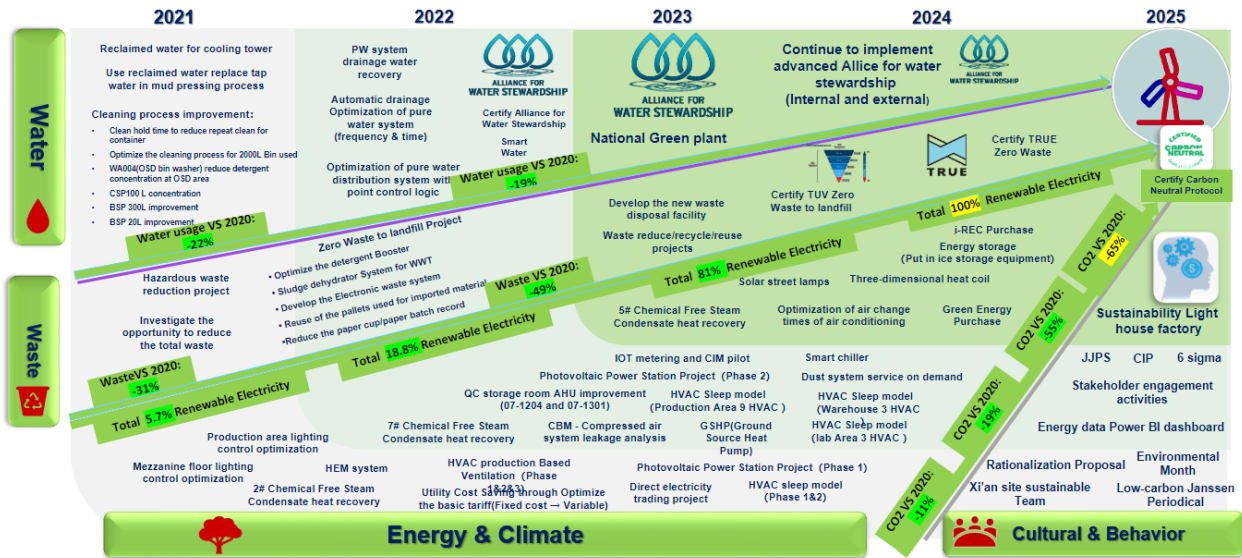 2021
2022
2023
2024
2025
Water
Reclaimed water for cooling tower
Use reclaimed water replace tap
water in mud pressing process
Cleaning process improvement:
• Clean hold time to reduce repeat clean for
container
• Optimize the cleaning process for 2000L Bin used
• WA004(OSD bin washer) reduce detergent
concentration at OSD area
• CSP100 L concentration
• BSP 300L improvement
• BSP 20L improvement
Water usage VS 2020:
-22%
PW system
drainage water
recovery
Automatic drainage
Optimization of pure
water system
(frequency & time)
Optimization of pure water
distribution system with
point control logic
ALLIANCE FOR
WATER STEWARDSHIP
Certify Alliance for
Water Stewardship
Smart
Water
Water usage VS 2020:
-19%
ALLIANCE FOR
WATER STEWARDSHIP
National Green plant
Continue to implement
advanced Allice for water
stewardship
(Internal and external)
ALLIANCE FOR
WATER STEWARDSHIP
Certify TUV Zero
Waste to landfill
TRUE
Certify TRUE
Zero Waste
CERTIFIED
CARBON
NEUTRAL
Certify Carbon
Neutral Protocol
Waste
Hazardous waste
reduction project
Investigate the
opportunity to reduce
the total waste
WasteVS 2020:
-31%
Total 5.7% Renewable Electricity
Zero Waste to landfill Project
• Optimize the detergent Booster
• Sludge dehydrator System for WWT
• Develop the Electronic waste system
• Reuse of the pallets used for imported material
•Reduce the paper cup/paper batch record
Waste VS 2020:
-49%
Total 18.8% Renewable Electricity
Develop the new waste
disposal facility
Waste reduce/recycle/reuse
projects
Total 81% Renewable Electricity
Total 100% Renewable Electricity
i-REC Purchase
Energy storage
(Put in ice storage equipment)
Solar street lamps
Three-dimensional heat coil
5# Chemical Free Steam
Condensate heat recovery
Optimization of air change
times of air conditioning
Green Energy
Purchase
IOT metering and CIM pilot
Smart chiller
Photovoltaic Power Station Project (Phase 2)
Dust system service on demand
QC storage room AHU improvement
(07-1204 and 07-1301)
HVAC Sleep model
(Production Area 9 HVAC )
HVAC Sleep model
(Warehouse 3 HVAC
)
7# Chemical Free Steam
Condensate heat recovery
CBM - Compressed air
system leakage analysis
GSHP(Ground
Source Heat
Pump)
HVAC Sleep model
(lab Area 3 HVAC )
Production area lighting
control optimization
Mezzanine floor lighting
control optimization
HEM system
HVAC production Based
Ventilation (Phase
1&2&3)
Photovoltaic Power Station Project (Phase 1)
2# Chemical Free Steam
Condensate heat recovery
Utility Cost Saving through Optimize
the basic tariff(Fixed cost → Variable)
Direct electricity
trading project
HVAC sleep model
(Phase 1&2)
CO2 VS 2020:
-11%
CO2 VS 2020:
-19%
CO2 VS 2020:
-55%
CO2 VS 2020:
-65%
Sustainability Light
house factory
JJPS CIP 6 sigma
Stakeholder engagement
activities
Energy data Power BI dashboard
Rationalization Proposal
Environmental
Month
Xi'an site sustainable
Team
Low-carbon Janssen
Periodical
Energy & Climate
Cultural & Behavior